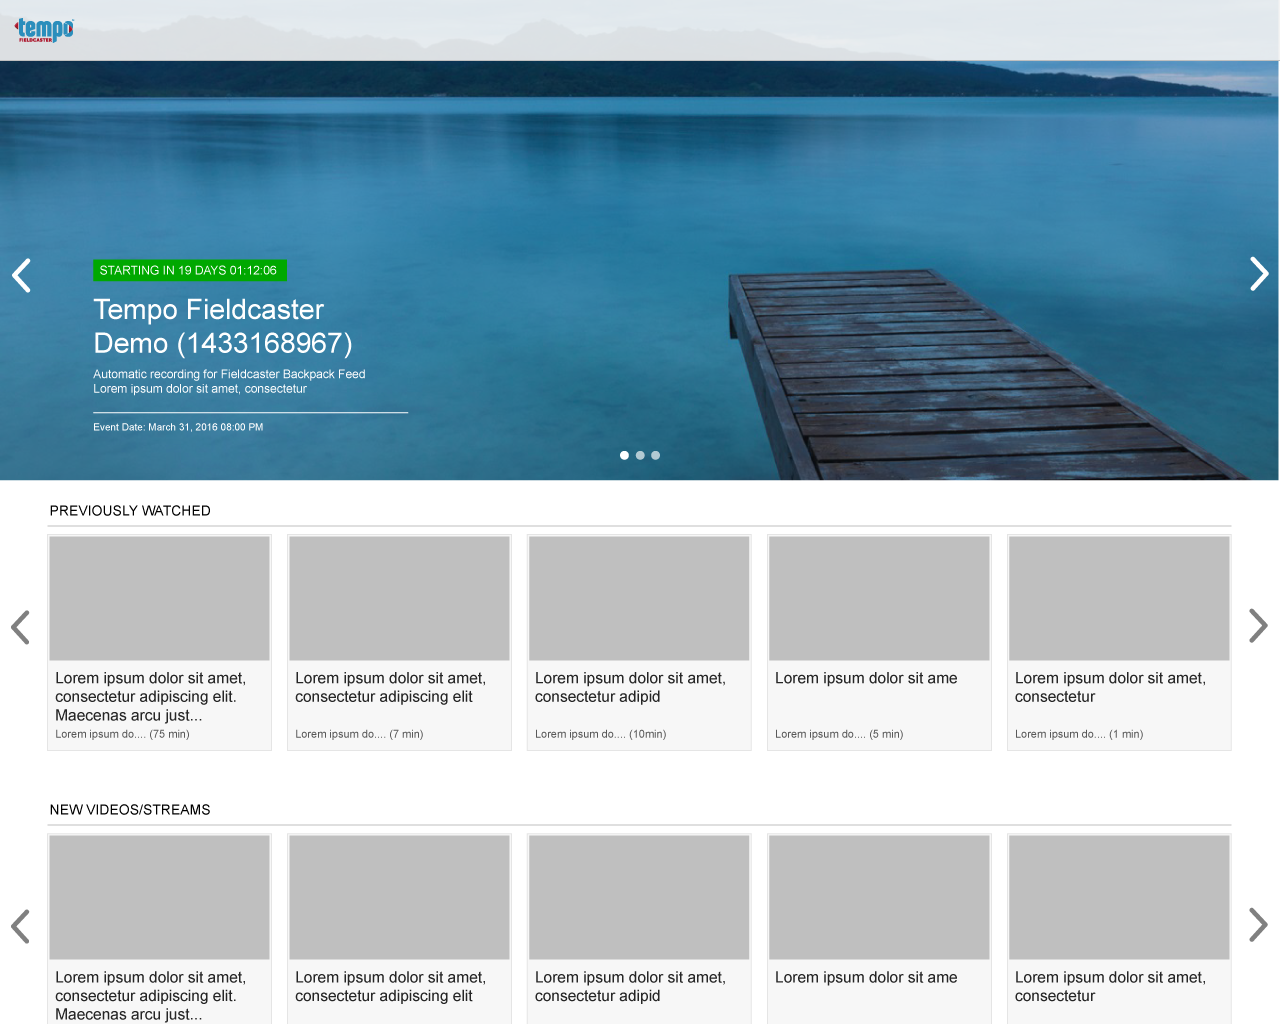 tempo
FIELDCASTER
STARTING IN 19 DAYS 01:12:06
Tempo Fieldcaster
Demo (1433168967)
Automatic recording for Fieldcaster Backpack Feed
Lorem ipsum dolor sit amet, consectetur
Event Date: March 31, 2016 08:00 PM
PREVIOUSLY WATCHED
Lorem ipsum dolor sit amet,
consectetur adipiscing elit.
Maecenas arcu just...
Lorem ipsum do.... (75 min)
Lorem ipsum dolor sit amet,
consectetur adipiscing elit
Lorem ipsum do.... (7 min)
Lorem ipsum dolor sit amet,
consectetur adipid
Lorem ipsum do.... (10min)
Lorem ipsum dolor sit ame
Lorem ipsum do.... (5 min)
Lorem ipsum dolor sit amet,
consectetur
Lorem ipsum do.... (1 min)
NEW VIDEOS/STREAMS
Lorem ipsum dolor sit amet,
consectetur adipiscing elit.
Maecenas arcu just...
Lorem ipsum dolor sit amet,
consectetur adipiscing elit
Lorem ipsum dolor sit amet,
consectetur adipid
Lorem ipsum dolor sit ame
Lorem ipsum dolor sit amet,
consectetur